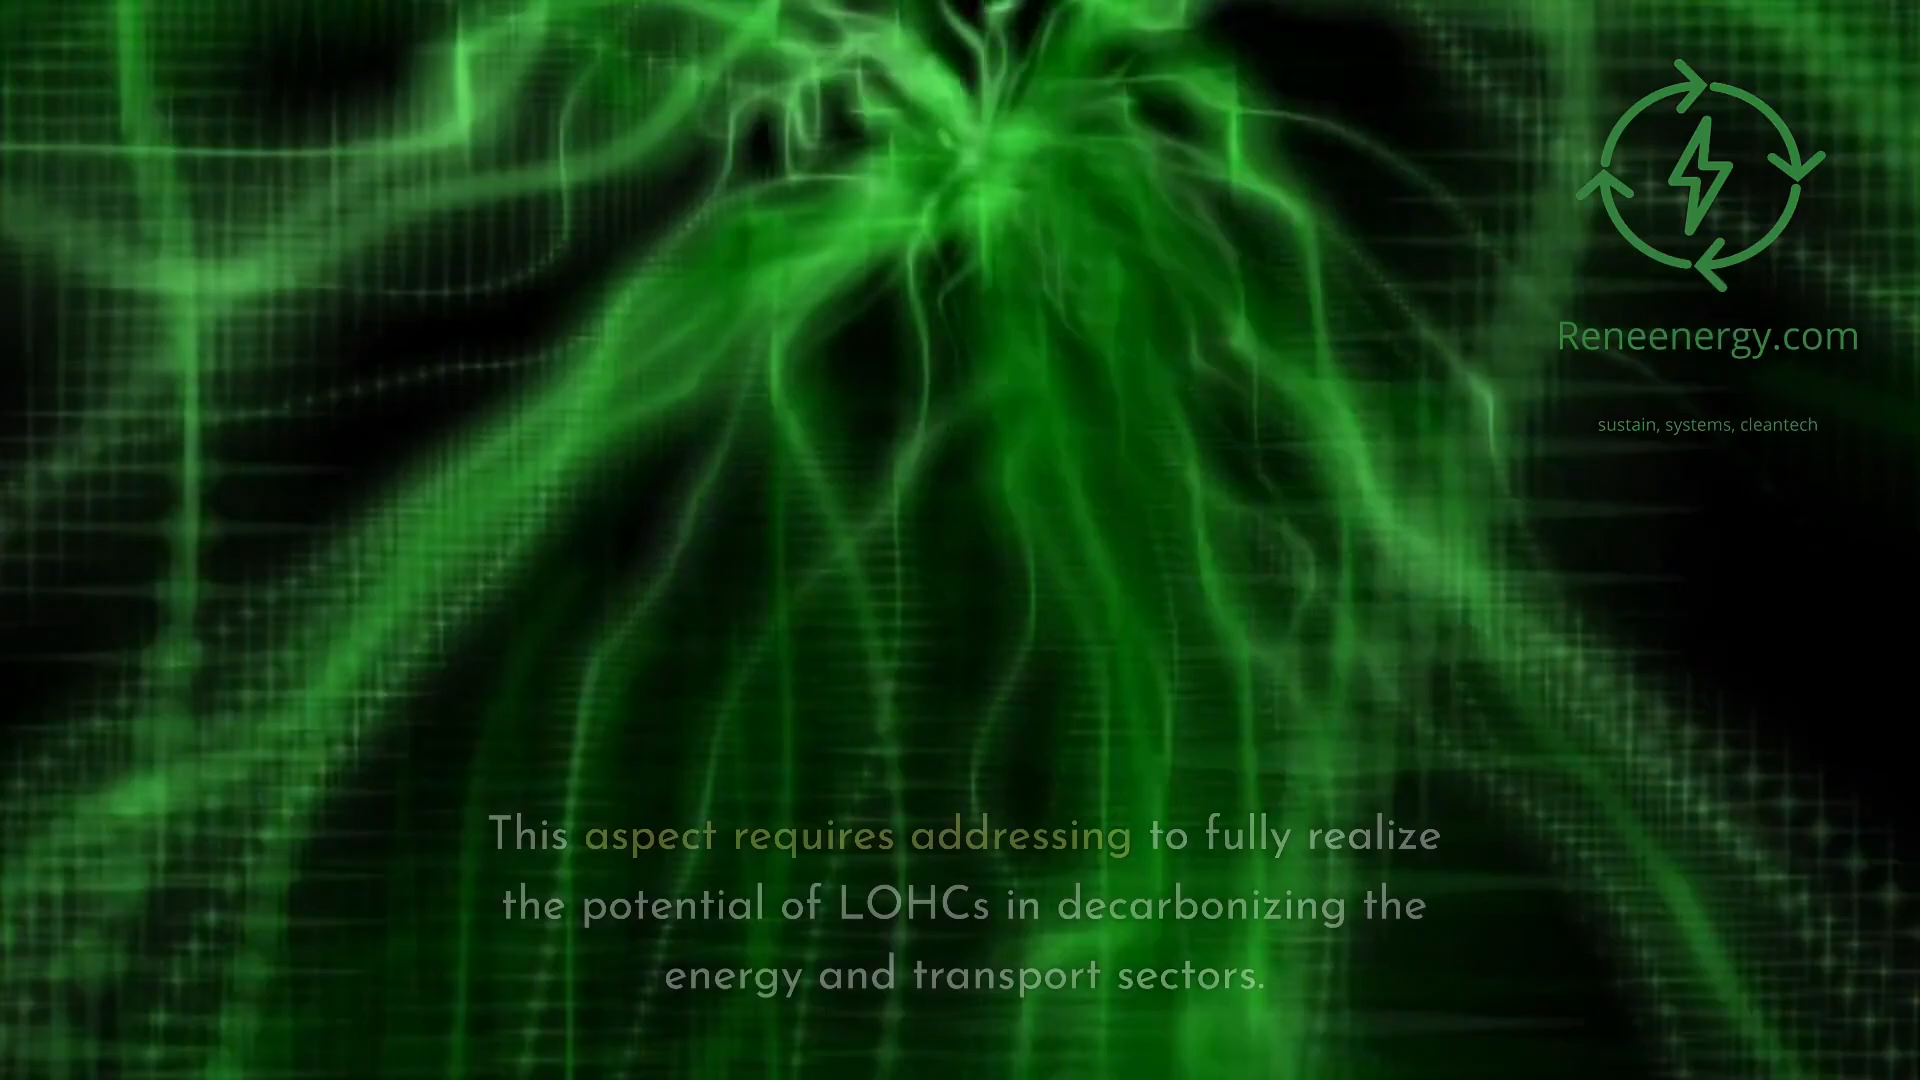 Reneenergy.com
sustain, systems, cleantech
This aspect requires addressing to fully realize
the potential of LOHCs in decarbonizing the
energy and transport sectors.